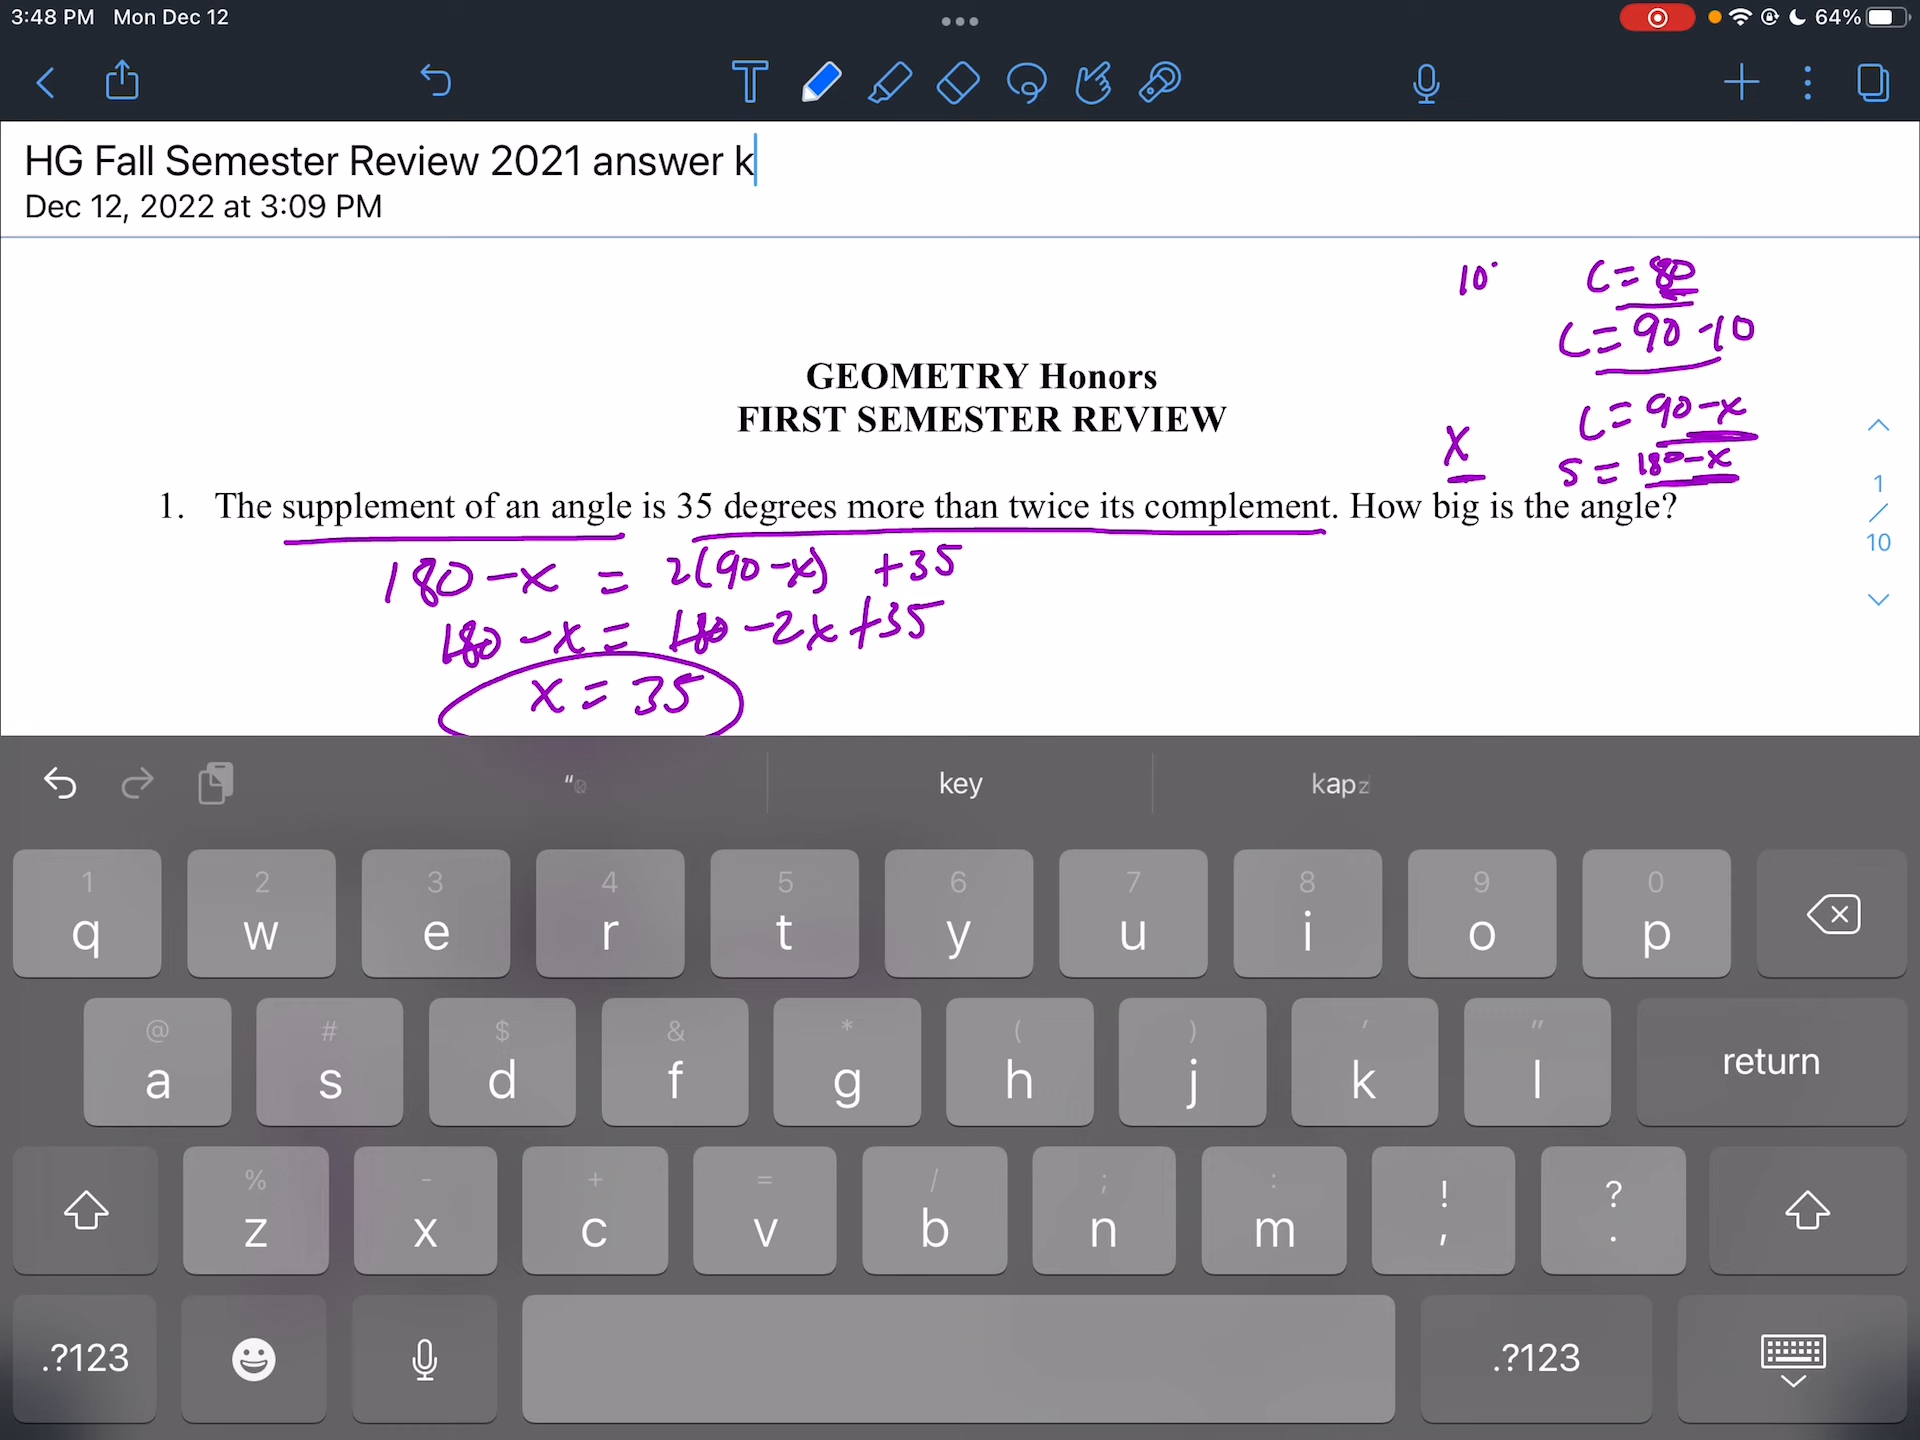 3:48 PM Mon Dec 12
64%
HG Fall Semester Review 2021 answer k
Dec 12, 2022 at 3:09 PM
10° C = 80
C = 90 - 10
GEOMETRY Honors
FIRST SEMESTER REVIEW
C = 90 - x
x S = 180 - x
1. The supplement of an angle is 35 degrees more than twice its complement. How big is the angle?
180 - x = 2(90 - x) + 35
180 - x = 180 - 2x + 35
x = 35
1
/
10
key
1 2 3 4 5 6 7 8 9 0
q w e r t y u i o p
@ # $ & * ( ) ' "
a s d f g h j k l return
% - + = / ; : ! ?
z x c v b n m , .
.?123 .?123